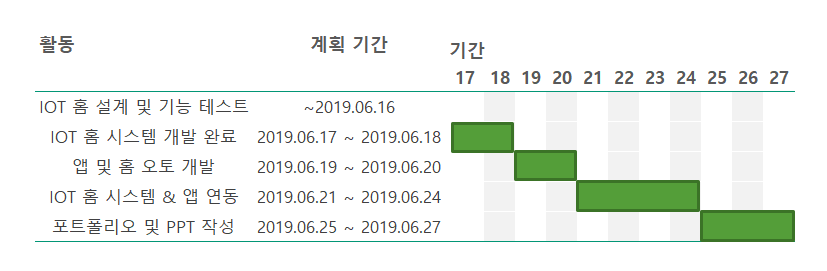 활동 계획 기간 기간
17 18 19 20 21 22 23 24 25 26 27
IOT 홈 설계 및 기능 테스트 ~2019.06.16
IOT 홈 시스템 개발 완료 2019.06.17 ~ 2019.06.18
앱 및 홈 오토 개발 2019.06.19 ~ 2019.06.20
IOT 홈 시스템 & 앱 연동 2019.06.21 ~ 2019.06.24
포트폴리오 및 PPT 작성 2019.06.25 ~ 2019.06.27